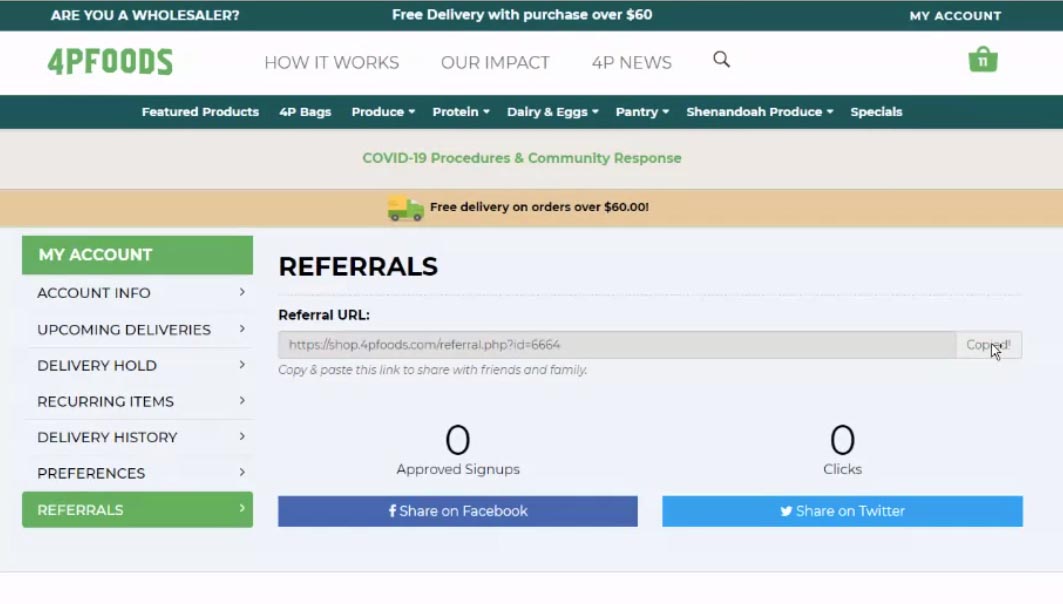 ARE YOU A WHOLESALER? Free Delivery with purchase over $60 MY ACCOUNT
4PFOODS HOW IT WORKS OUR IMPACT 4P NEWS 11
Featured Products 4P Bags Produce Protein Dairy & Eggs Pantry Shenandoah Produce Specials
COVID-19 Procedures & Community Response
Free delivery on orders over $60.00!
MY ACCOUNT
ACCOUNT INFO
UPCOMING DELIVERIES
DELIVERY HOLD
RECURRING ITEMS
DELIVERY HISTORY
PREFERENCES
REFERRALS
REFERRALS
Referral URL:
https://shop.4pfoods.com/referral.php?id=6664 Copied!
Copy & paste this link to share with friends and family.
0 0
Approved Signups Clicks
Share on Facebook Share on Twitter